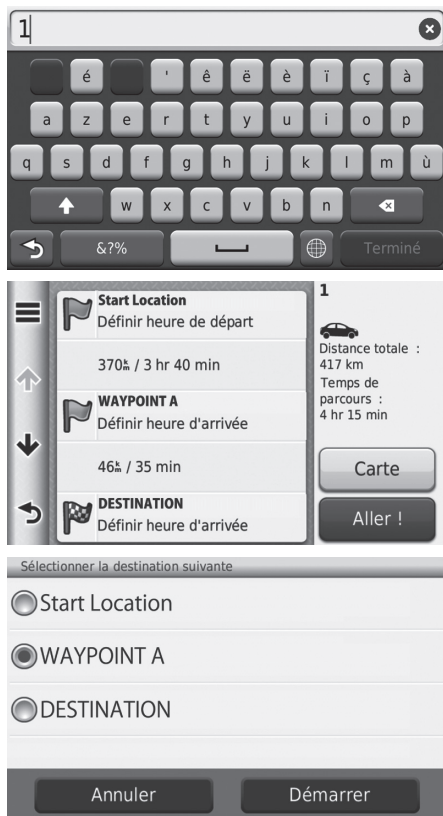 1
é ' ê ë è ï ç à
a z e r t y u i o p
q s d f g h j k l m ù
w x c v b n
&?% Terminé
Start Location
Définir heure de départ
370km / 3 hr 40 min
WAYPOINT A
Définir heure d'arrivée
46km / 35 min
DESTINATION
Définir heure d'arrivée
1
Distance totale :
417 km
Temps de
parcours :
4 hr 15 min
Carte
Aller !
Sélectionner la destination suivante
Start Location
WAYPOINT A
DESTINATION
Annuler Démarrer